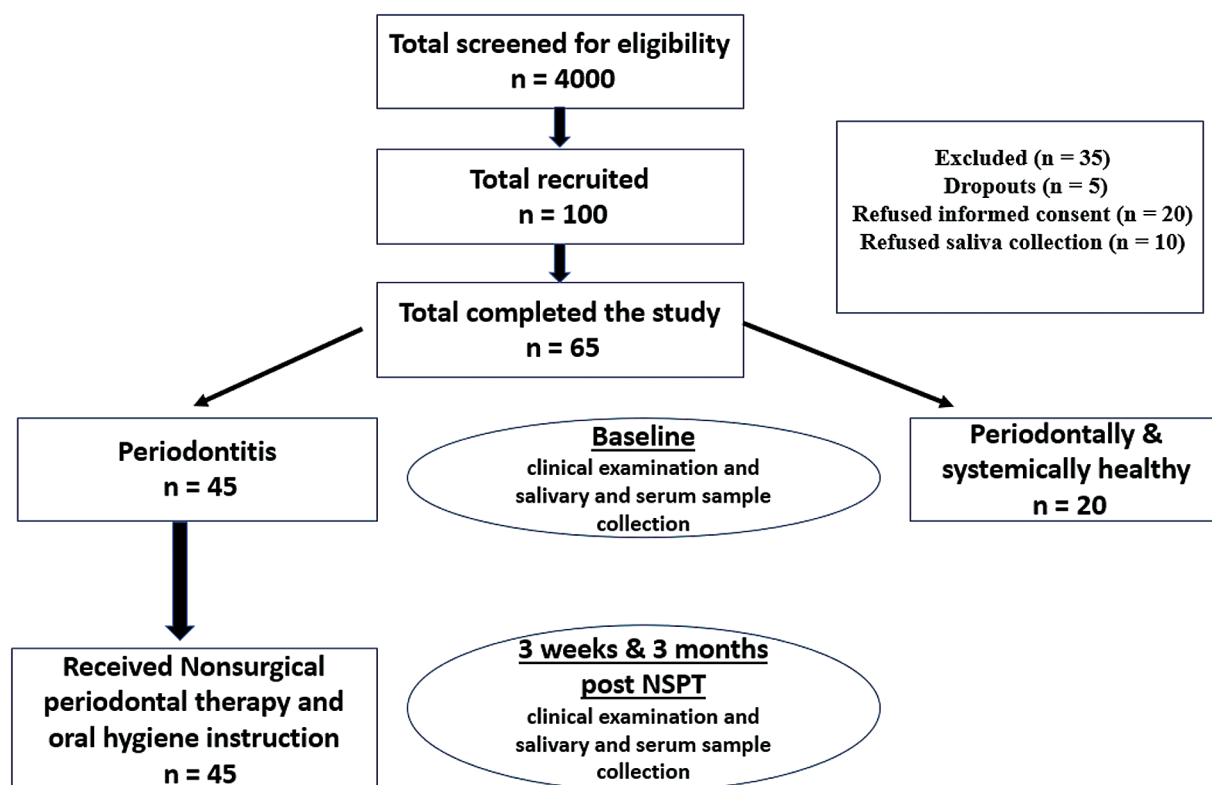 Total screened for eligibility
n = 4000
Total recruited
n = 100
Excluded (n = 35)
Dropouts (n = 5)
Refused informed consent (n = 20)
Refused saliva collection (n = 10)
Total completed the study
n = 65
Periodontitis
n = 45
Baseline
clinical examination and
salivary and serum sample
collection
Periodontally &
systemically healthy
n = 20
Received Nonsurgical
periodontal therapy and
oral hygiene instruction
n = 45
3 weeks & 3 months
post NSPT
clinical examination and
salivary and serum sample
collection